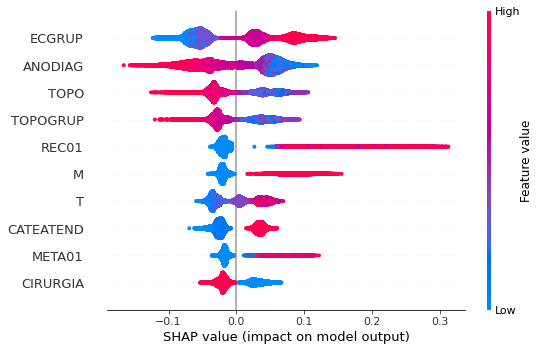 High
ECGRUP
ANODIAG
TOPO
TOPOGRUP
REC01
M
T
CATEATEND
META01
CIRURGIA
Feature value
Low
−0.1 0.0 0.1 0.2 0.3
SHAP value (impact on model output)